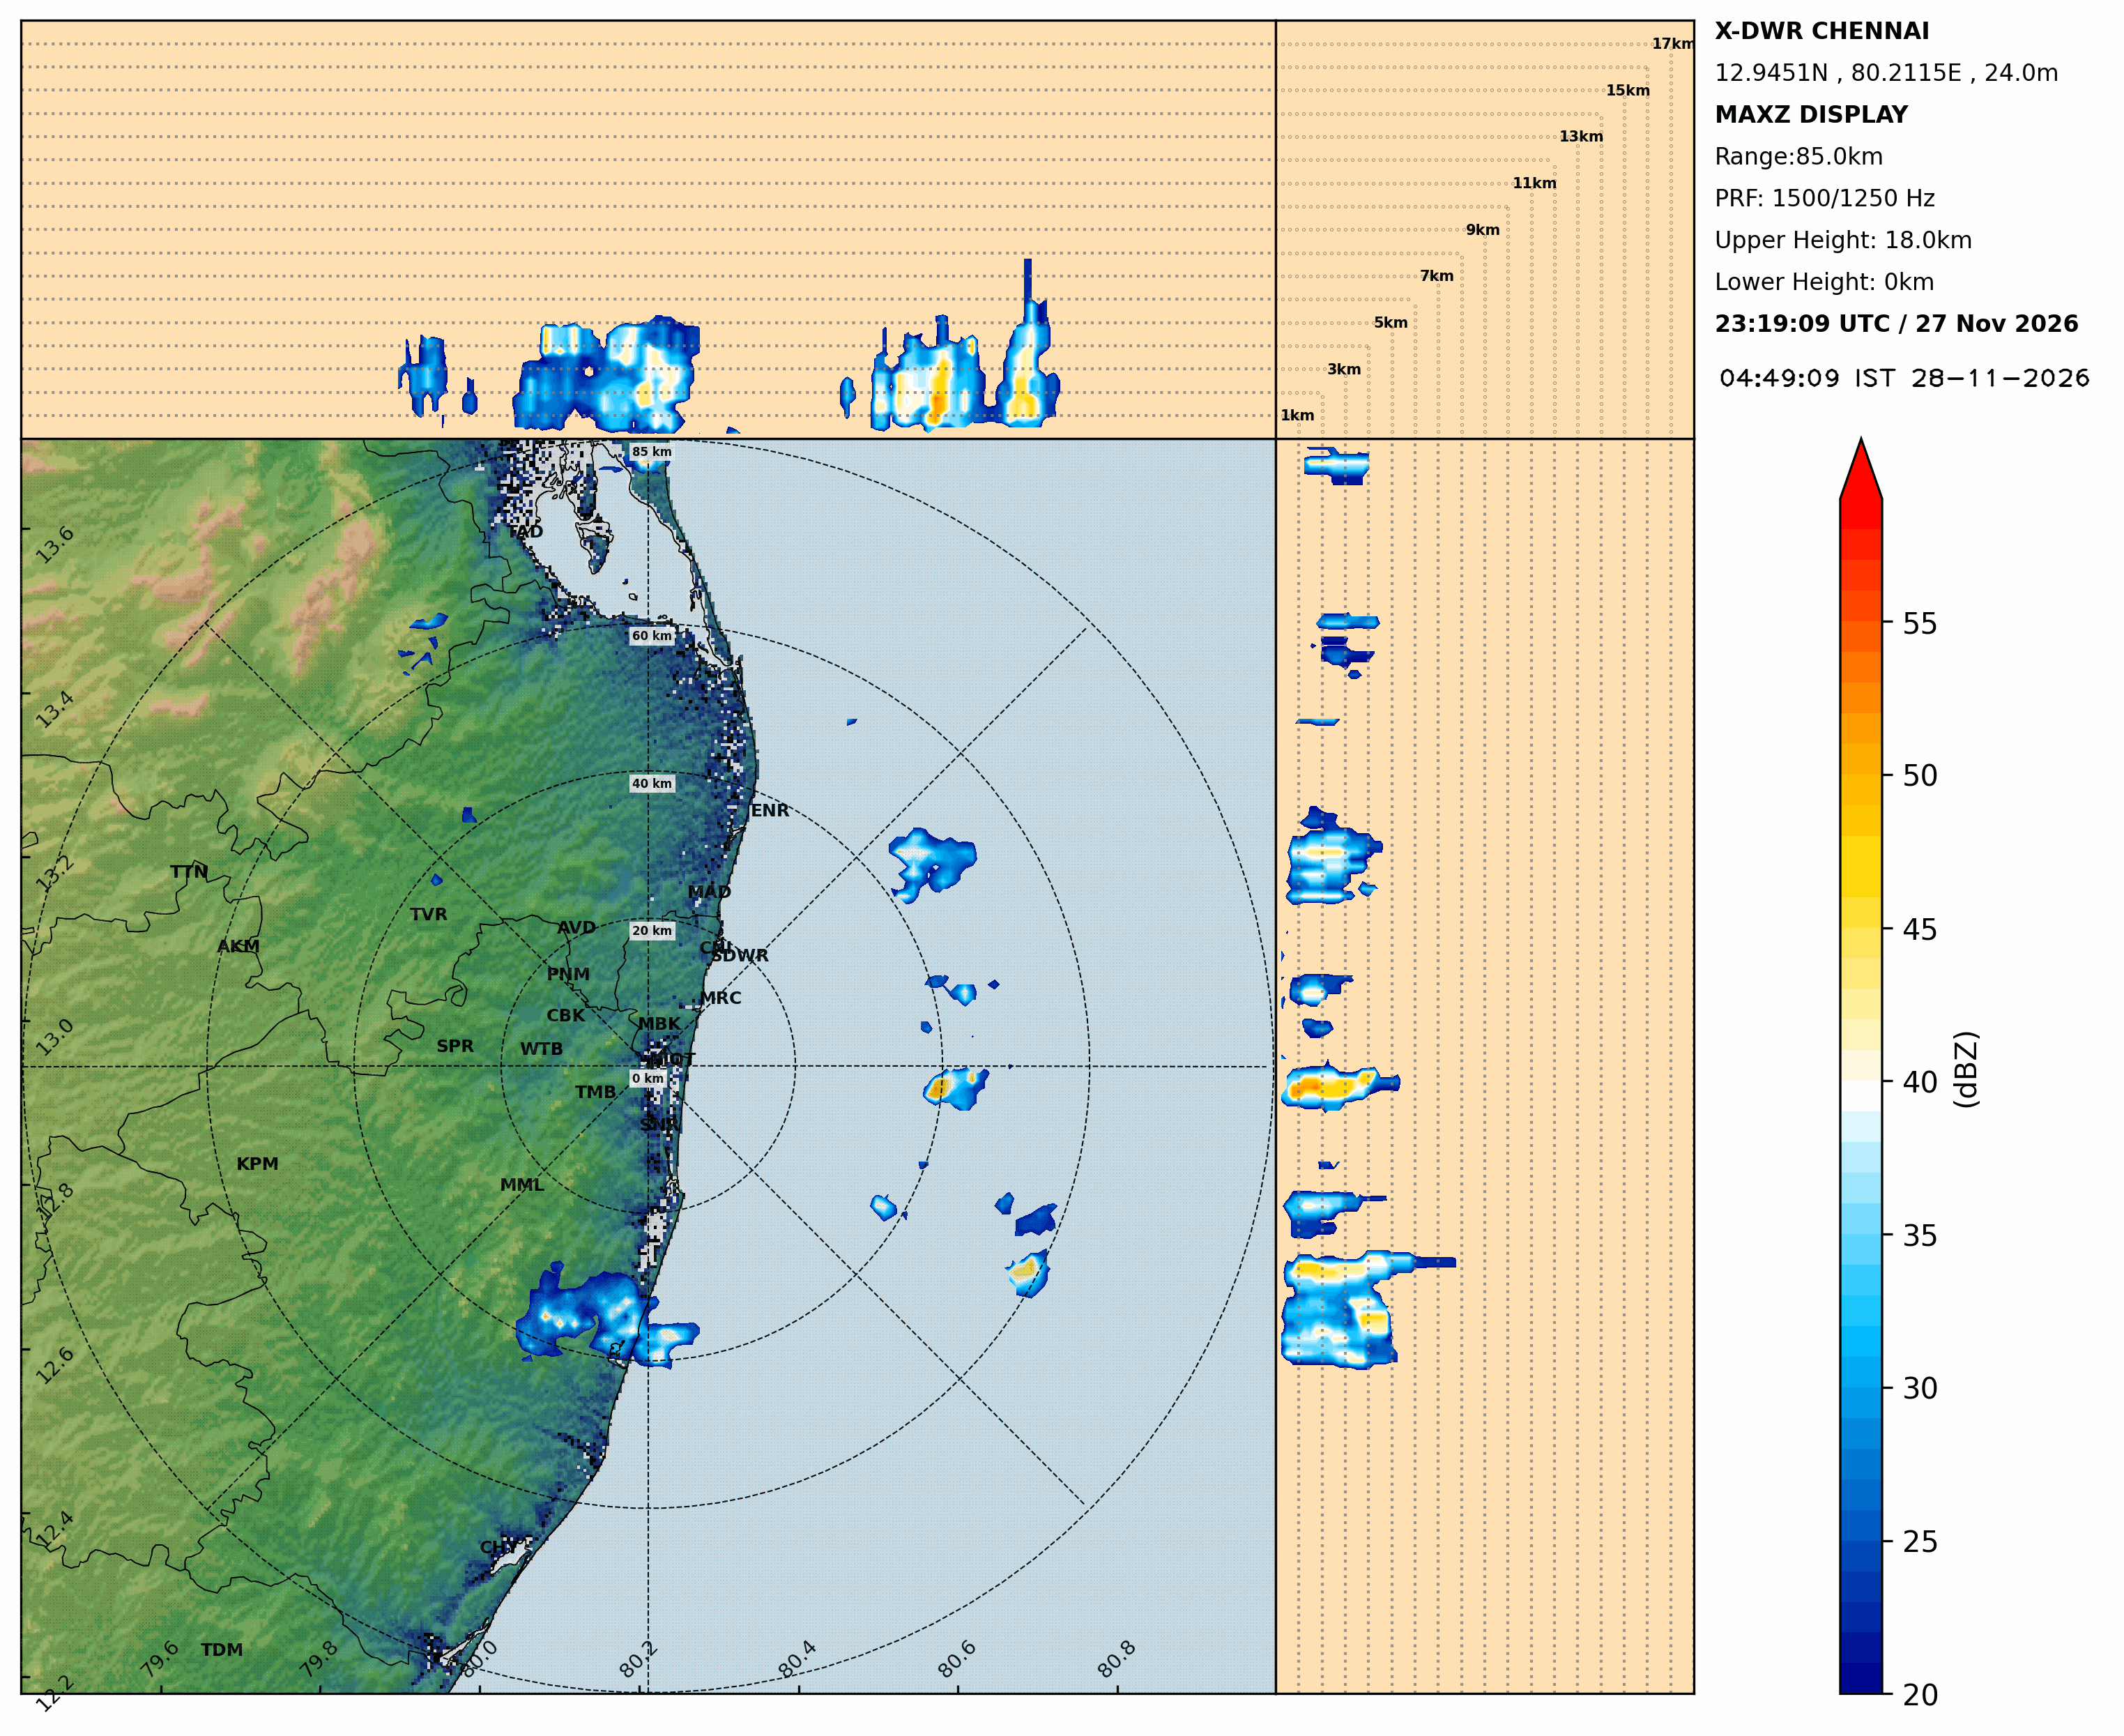 X-DWR CHENNAI
12.9451N , 80.2115E , 24.0m
MAXZ DISPLAY
Range:85.0km
PRF: 1500/1250 Hz
Upper Height: 18.0km
Lower Height: 0km
23:19:09 UTC / 27 Nov 2026
04:49:09 IST 28-11-2026
17km
15km
13km
11km
9km
7km
5km
3km
1km
85 km
60 km
40 km
20 km
0 km
TAD
ENR
TTN
MAD
TVR
AVD
AKM
SDWR
PNM
MRC
CBK
MBK
SPR
WTB
TMB
SNR
KPM
MML
CHY
TDM
13.6
13.4
13.2
13.0
12.8
12.6
12.4
12.2
79.6
79.8
80.0
80.2
80.4
80.6
80.8
55
50
45
40
35
30
25
20
(dBZ)